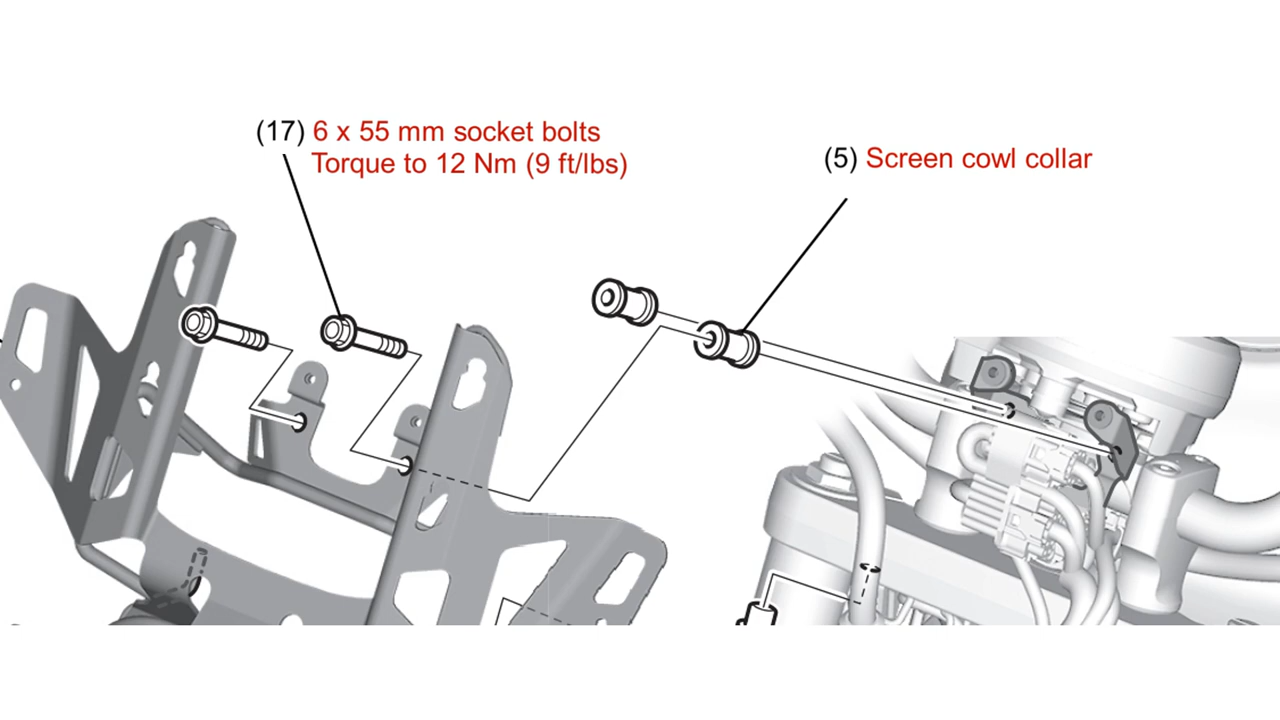 (17) 6 x 55 mm socket bolts
Torque to 12 Nm (9 ft/lbs)
(5) Screen cowl collar